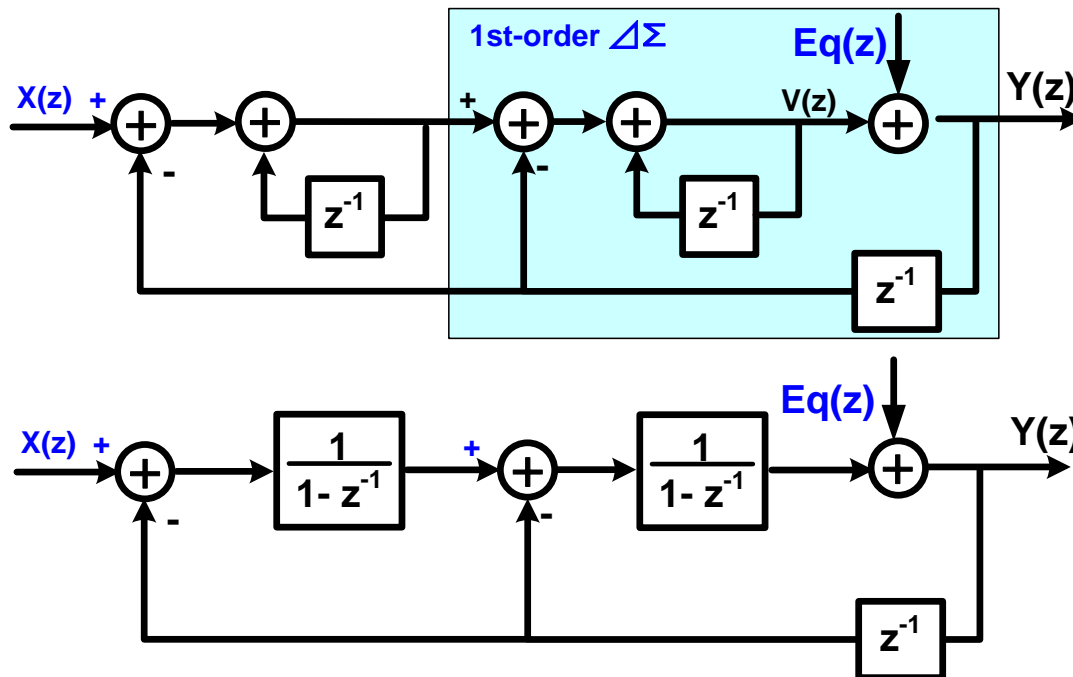 1st-order ⊿Σ
Eq(z)
X(z) +
+
V(z)
Y(z)
-
-
z⁻¹
z⁻¹
z⁻¹
Eq(z)
X(z) +
1
1- z⁻¹
+
1
1- z⁻¹
Y(z)
-
-
z⁻¹